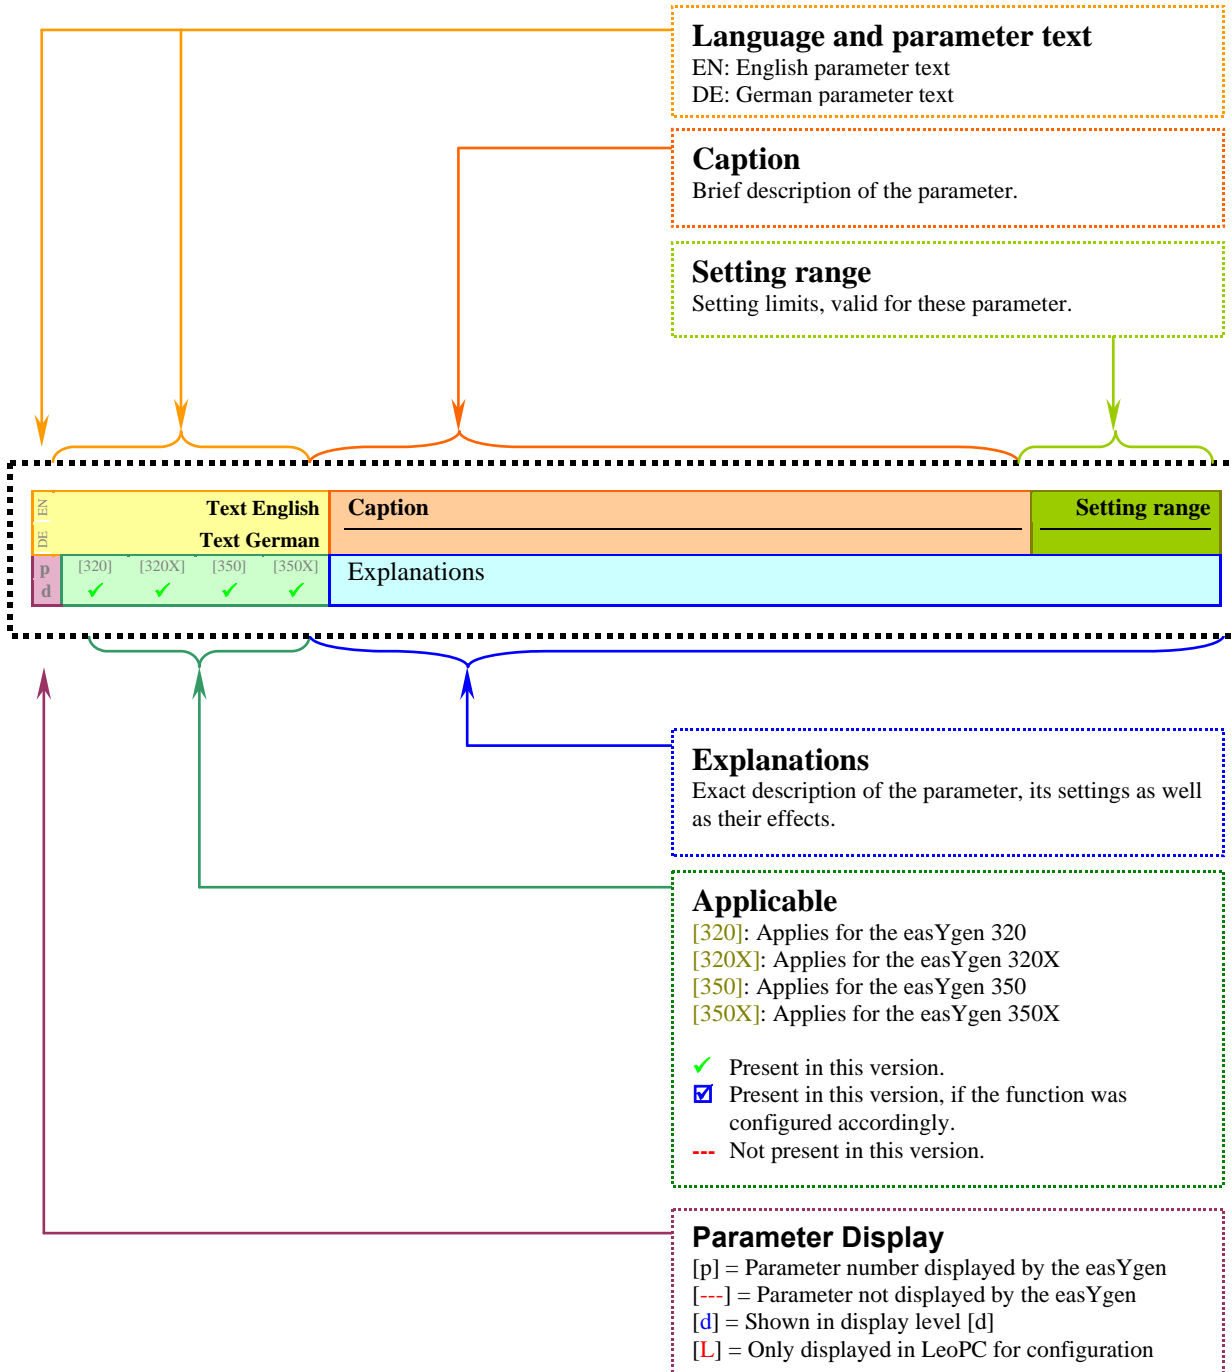 Language and parameter text
EN: English parameter text
DE: German parameter text
Caption
Brief description of the parameter.
Setting range
Setting limits, valid for these parameter.
EN Text English Caption Setting range
DE Text German
p [320] [320X] [350] [350X] Explanations
d ✓ ✓ ✓ ✓
Explanations
Exact description of the parameter, its settings as well
as their effects.
Applicable
[320]: Applies for the easYgen 320
[320X]: Applies for the easYgen 320X
[350]: Applies for the easYgen 350
[350X]: Applies for the easYgen 350X
✓ Present in this version.
☑ Present in this version, if the function was
configured accordingly.
--- Not present in this version.
Parameter Display
[p] = Parameter number displayed by the easYgen
[---] = Parameter not displayed by the easYgen
[d] = Shown in display level [d]
[L] = Only displayed in LeoPC for configuration